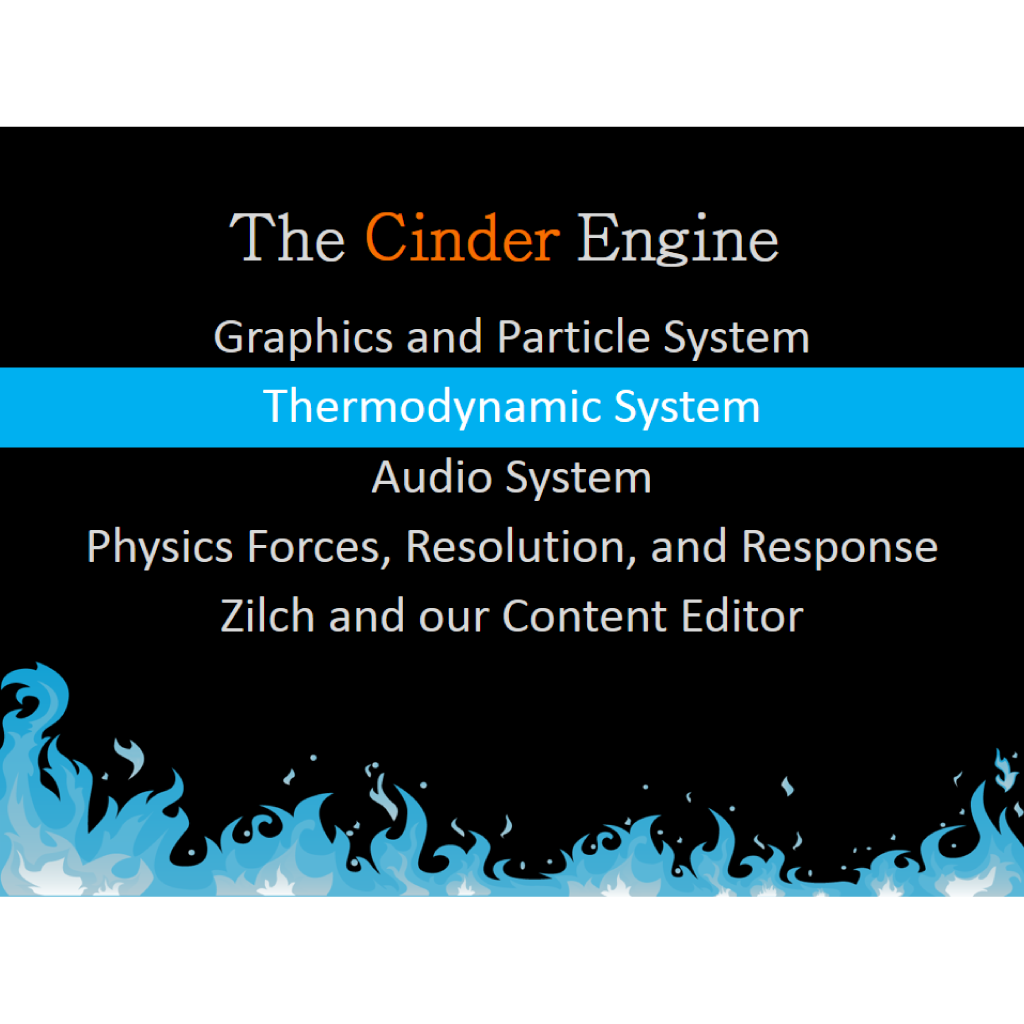 The Cinder Engine
Graphics and Particle System
Thermodynamic System
Audio System
Physics Forces, Resolution, and Response
Zilch and our Content Editor